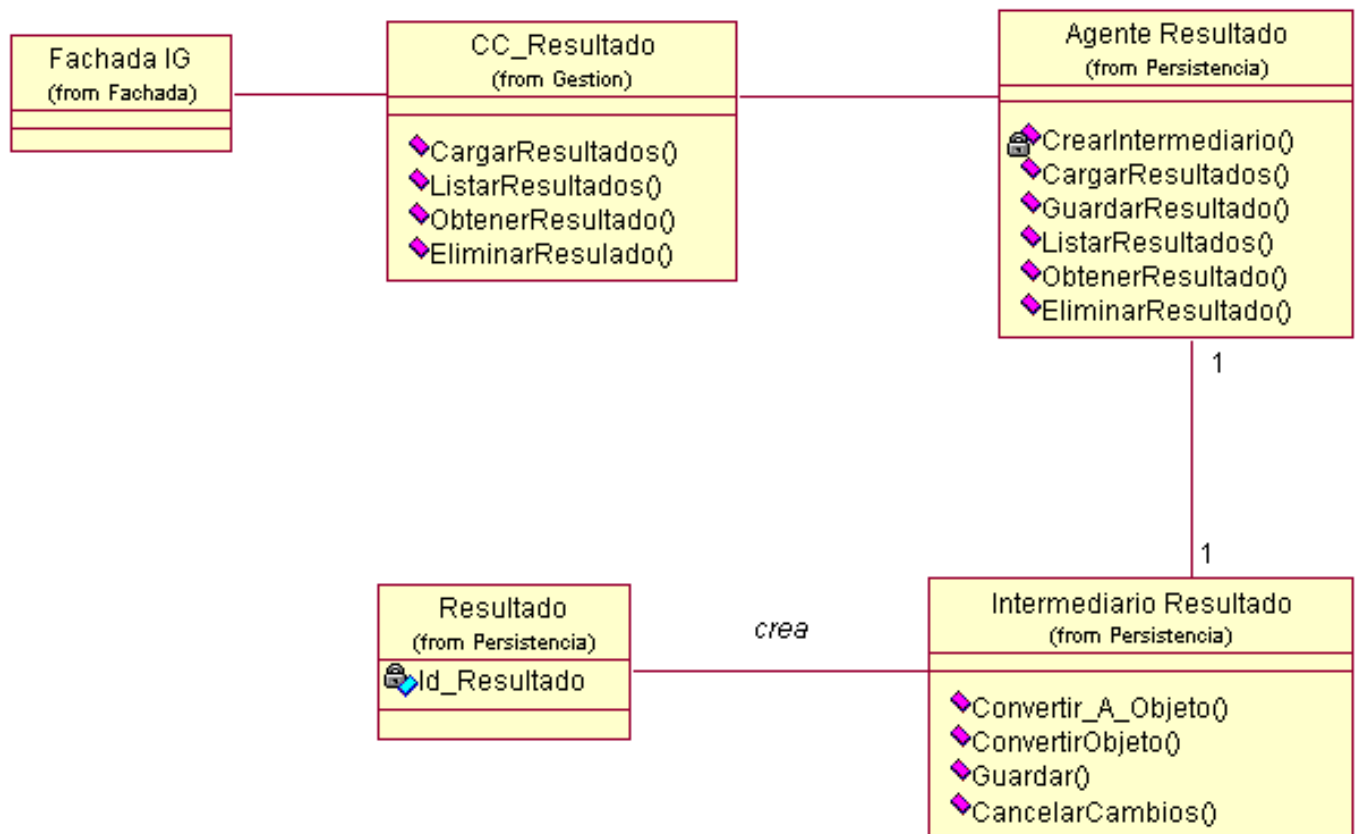 Fachada IG
(from Fachada)
CC_Resultado
(from Gestion)
CargarResultados()
ListarResultados()
ObtenerResultado()
EliminarResulado()
Agente Resultado
(from Persistencia)
CrearIntermediario()
CargarResultados()
GuardarResultado()
ListarResultados()
ObtenerResultado()
EliminarResultado()
1
1
Resultado
(from Persistencia)
Id_Resultado
crea
Intermediario Resultado
(from Persistencia)
Convertir_A_Objeto()
ConvertirObjeto()
Guardar()
CancelarCambios()